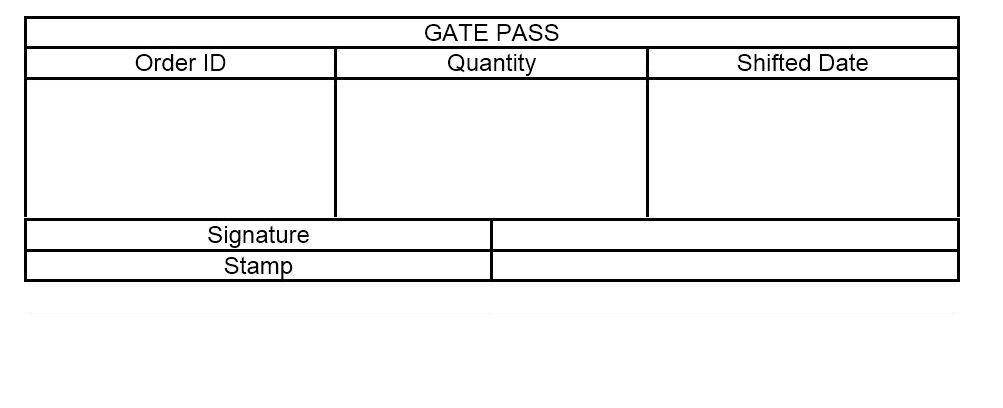 GATE PASS
Order ID Quantity Shifted Date
Signature
Stamp